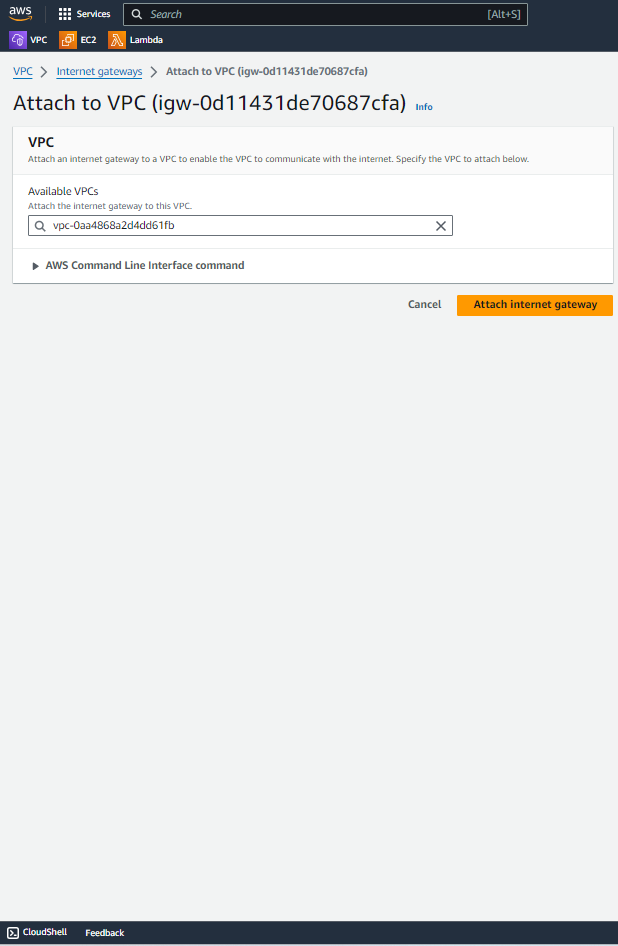 aws
Services
Search [Alt+S]
VPC EC2 Lambda
VPC > Internet gateways > Attach to VPC (igw-0d11431de70687cfa)
Attach to VPC (igw-0d11431de70687cfa) Info
VPC
Attach an internet gateway to a VPC to enable the VPC to communicate with the internet. Specify the VPC to attach below.
Available VPCs
Attach the internet gateway to this VPC.
vpc-0aa4868a2d4dd61fb
AWS Command Line Interface command
Cancel Attach internet gateway
CloudShell Feedback